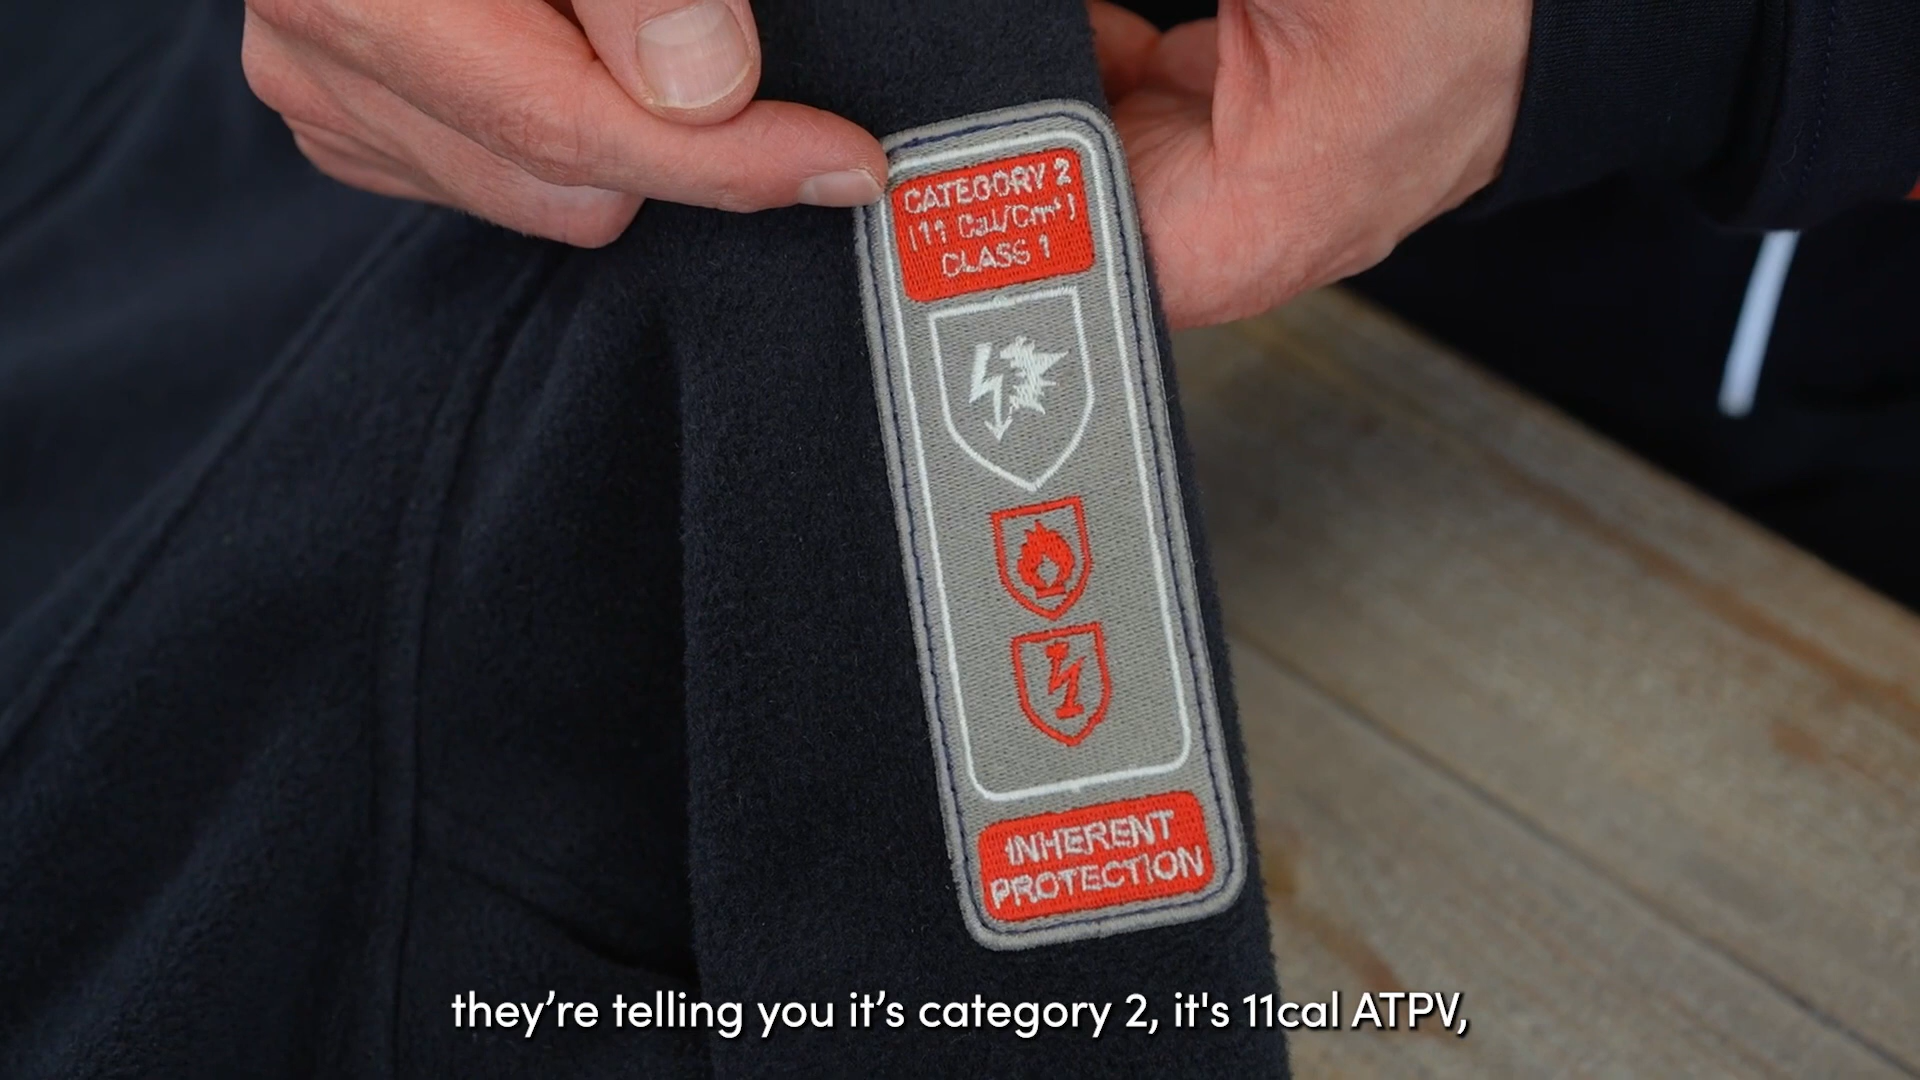 CATEGORY 2
(11 Cal/Cm²)
CLASS 1
INHERENT
PROTECTION
they're telling you it's category 2, it's 11cal ATPV,